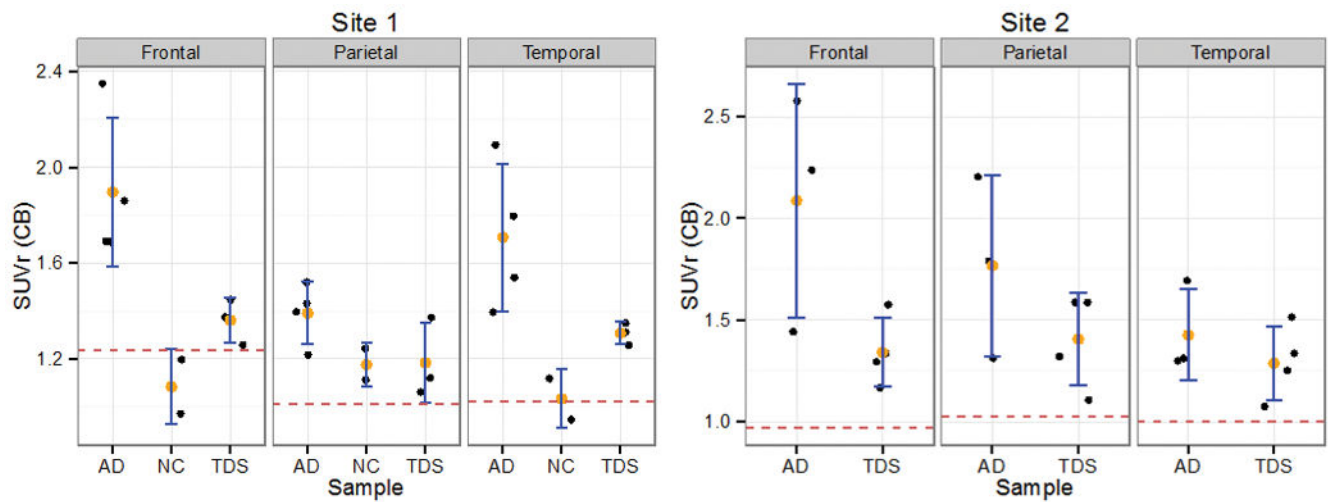 Site 1
Frontal Parietal Temporal
SUVr (CB)
2.4
2.0
1.6
1.2
AD NC TDS AD NC TDS AD NC TDS
Sample
Site 2
Frontal Parietal Temporal
SUVr (CB)
2.5
2.0
1.5
1.0
AD TDS AD TDS AD TDS
Sample